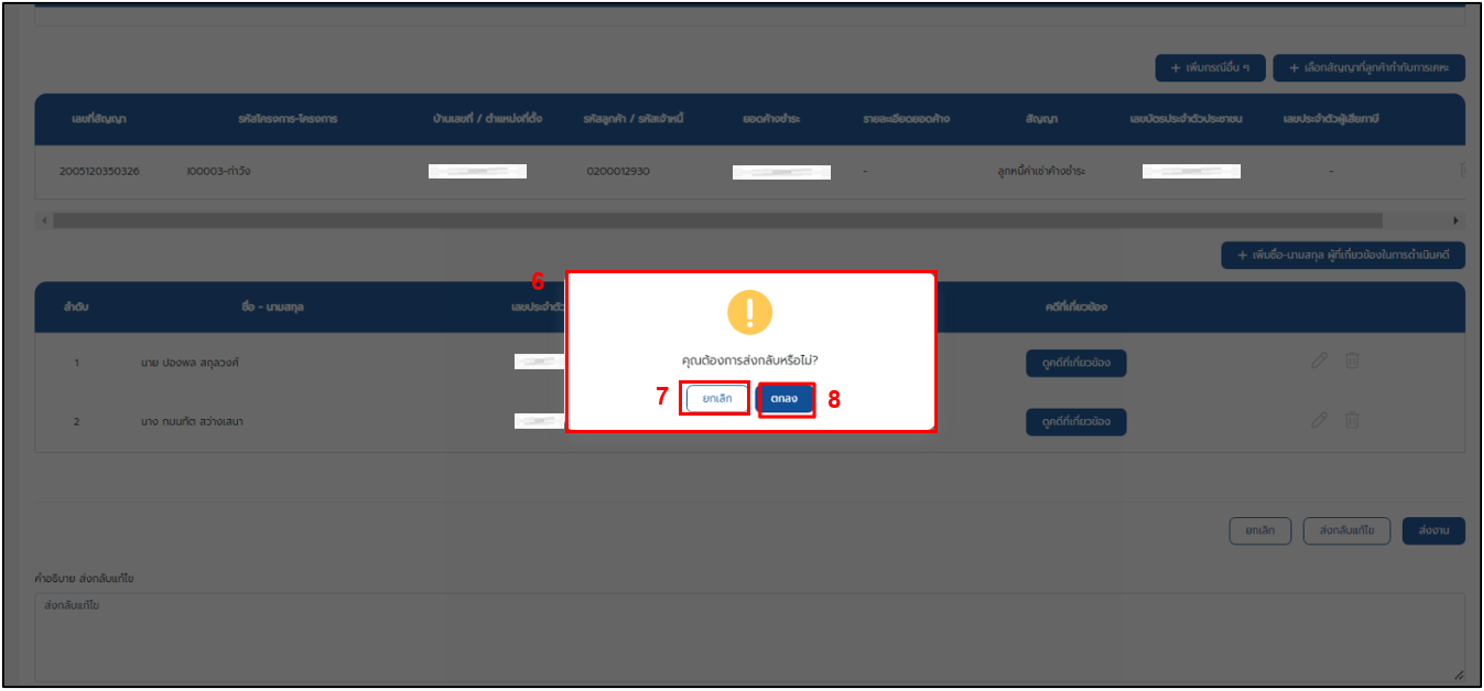 + เพิ่มกรณีอื่น ๆ + เลือกสัญญาที่ลูกค้าทำกับการเคหะ
เลขที่สัญญา รหัสโครงการ-โครงการ บ้านเลขที่ / ตำแหน่งที่ตั้ง รหัสลูกค้า / รหัสเจ้าหนี้ ยอดค้างชำระ รายละเอียดยอดค้าง สัญญา เลขบัตรประจำตัวประชาชน เลขประจำตัวผู้เสียภาษี
2005120350326 I00003-ท่าวัง 0200012930 - ลูกหนี้ค่าเช่าค้างชำระ -
+ เพิ่มชื่อ-นามสกุล ผู้ที่เกี่ยวข้องในการดำเนินคดี
6
ลำดับ ชื่อ - นามสกุล เลขประจำตัว คดีที่เกี่ยวข้อง
1 นาย ปองพล สกุลวงศ์ ดูคดีที่เกี่ยวข้อง
คุณต้องการส่งกลับหรือไม่?
7 ยกเลิก ตกลง 8
2 นาง กมนทัต สว่างเสนา ดูคดีที่เกี่ยวข้อง
ยกเลิก ส่งกลับแก้ไข ส่งงาน
คำอธิบาย ส่งกลับแก้ไข
ส่งกลับแก้ไข